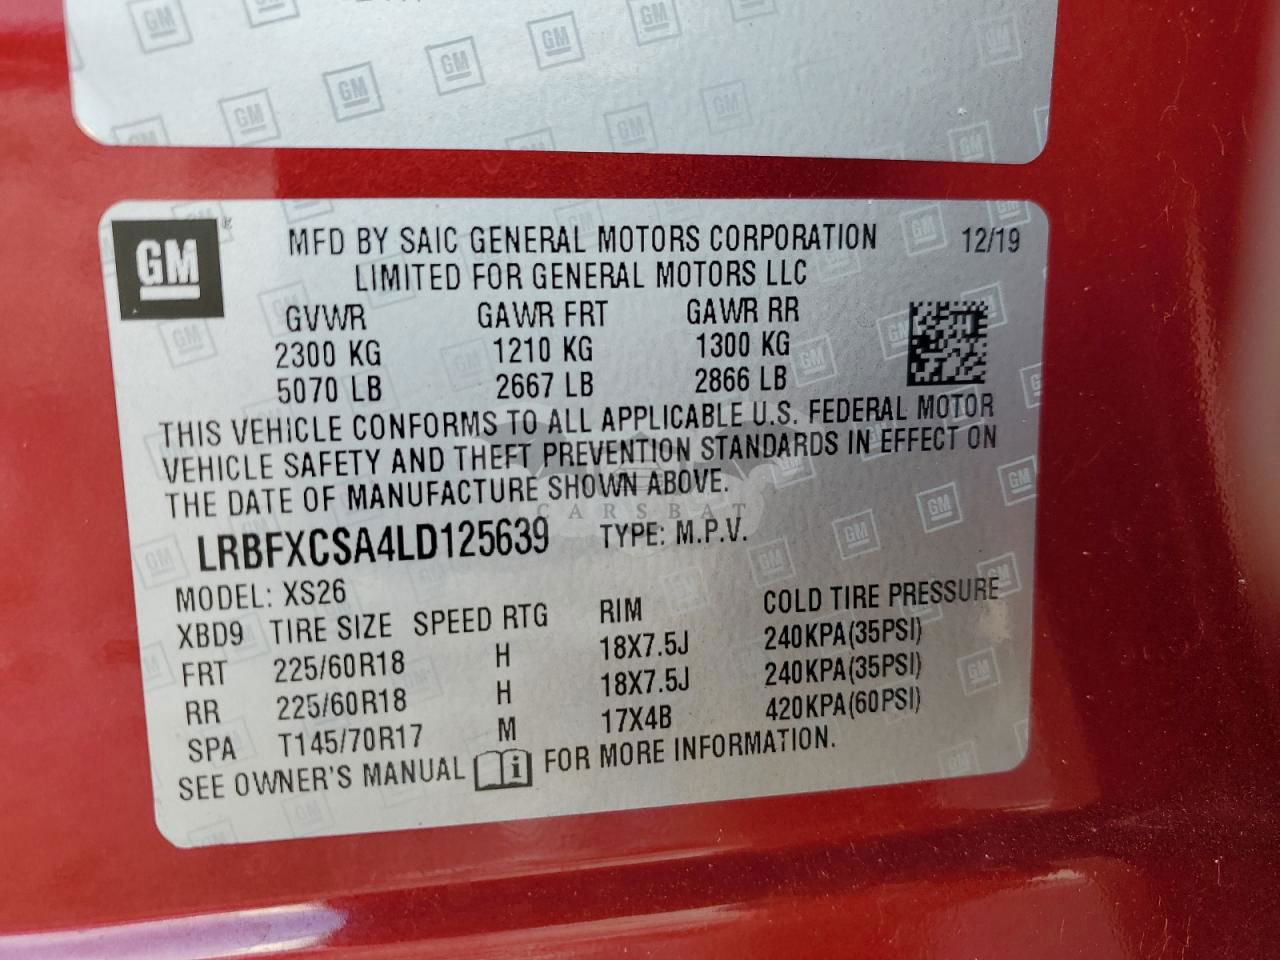 GM
MFD BY SAIC GENERAL MOTORS CORPORATION 12/19
LIMITED FOR GENERAL MOTORS LLC
GVWR GAWR FRT GAWR RR
2300 KG 1210 KG 1300 KG
5070 LB 2667 LB 2866 LB
THIS VEHICLE CONFORMS TO ALL APPLICABLE U.S. FEDERAL MOTOR
VEHICLE SAFETY AND THEFT PREVENTION STANDARDS IN EFFECT ON
THE DATE OF MANUFACTURE SHOWN ABOVE.
CARSBAT
LRBFXCSA4LD125639 TYPE: M.P.V.
MODEL: XS26
XBD9 TIRE SIZE SPEED RTG RIM COLD TIRE PRESSURE
FRT 225/60R18 H 18X7.5J 240KPA(35PSI)
RR 225/60R18 H 18X7.5J 240KPA(35PSI)
SPA T145/70R17 M 17X4B 420KPA(60PSI)
SEE OWNER'S MANUAL i FOR MORE INFORMATION.